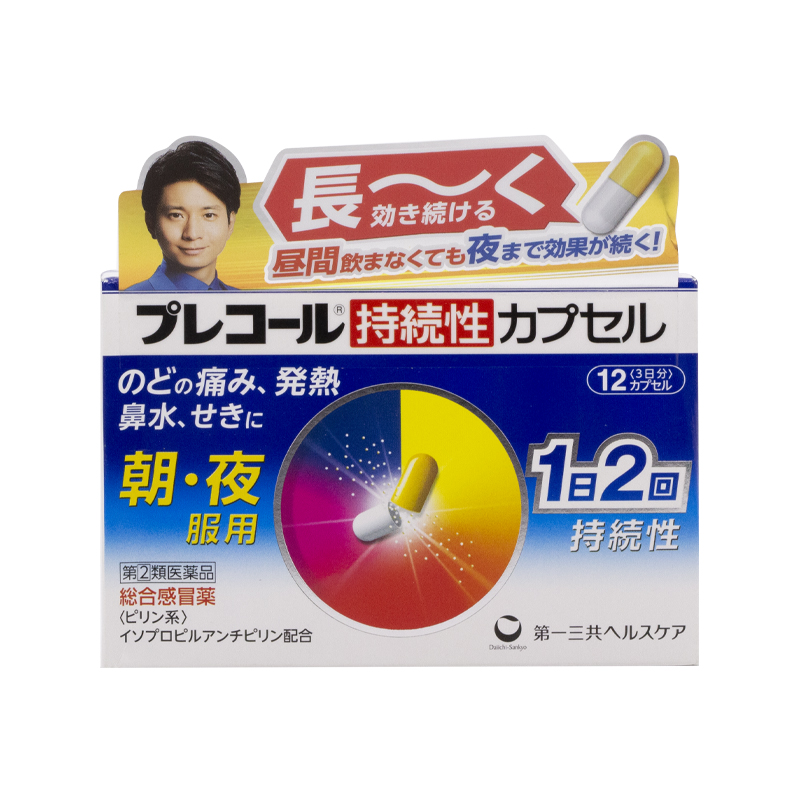 長〜く
効き続ける
昼間飲まなくても夜まで効果が続く!
プレコール® 持続性 カプセル
のどの痛み、発熱
鼻水、せきに
12〈3日分〉カプセル
朝・夜
服用
1日2回
持続性
指定第②類医薬品
総合感冒薬
〈ピリン系〉
イソプロピルアンチピリン配合
Daiichi-Sankyo
第一三共ヘルスケア